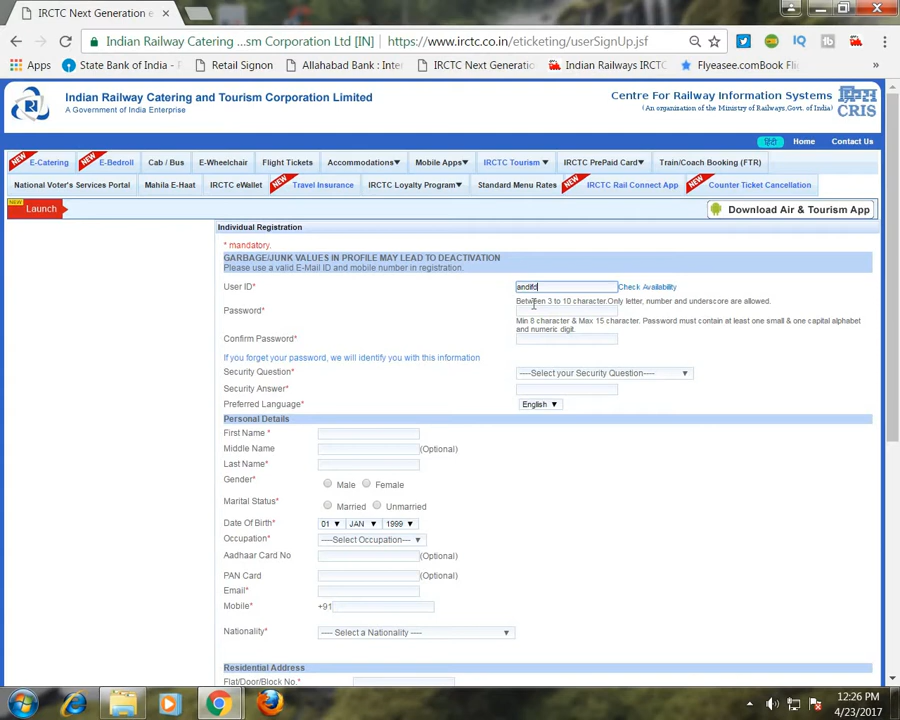 IRCTC Next Generation e
Indian Railway Catering ...sm Corporation Ltd [IN] https://www.irctc.co.in/eticketing/userSignUp.jsf
Apps State Bank of India Retail Signon Allahabad Bank : Inter IRCTC Next Generation Indian Railways IRCTC Flyeasee.comBook Fli »
Indian Railway Catering and Tourism Corporation Limited
A Government of India Enterprise
Centre For Railway Information Systems
(An organization of the Ministry of Railways,Govt. of India)
CRIS
Home Contact Us
NEW E-Catering NEW E-Bedroll Cab / Bus E-Wheelchair Flight Tickets Accommodations▼ Mobile Apps▼ IRCTC Tourism ▼ IRCTC PrePaid Card▼ Train/Coach Booking (FTR)
National Voter's Services Portal Mahila E-Haat IRCTC eWallet NEW Travel Insurance IRCTC Loyalty Program▼ Standard Menu Rates NEW IRCTC Rail Connect App NEW Counter Ticket Cancellation
NEW Launch Download Air & Tourism App
Individual Registration
* mandatory.
GARBAGE/JUNK VALUES IN PROFILE MAY LEAD TO DEACTIVATION
Please use a valid E-Mail ID and mobile number in registration.
User ID* andifd Check Availability
Between 3 to 10 character.Only letter, number and underscore are allowed.
Password*
Min 8 character & Max 15 character. Password must contain at least one small & one capital alphabet
and numeric digit.
Confirm Password*
If you forget your password, we will identify you with this information
Security Question* ----Select your Security Question---- ▼
Security Answer*
Preferred Language* English ▼
Personal Details
First Name *
Middle Name (Optional)
Last Name*
Gender* Male Female
Marital Status* Married Unmarried
Date Of Birth* 01 ▼ JAN ▼ 1999 ▼
Occupation* ----Select Occupation--- ▼
Aadhaar Card No (Optional)
PAN Card (Optional)
Email*
Mobile* +91
Nationality* ---- Select a Nationality ---- ▼
Residential Address
Flat/Door/Block No.*
12:26 PM
4/23/2017